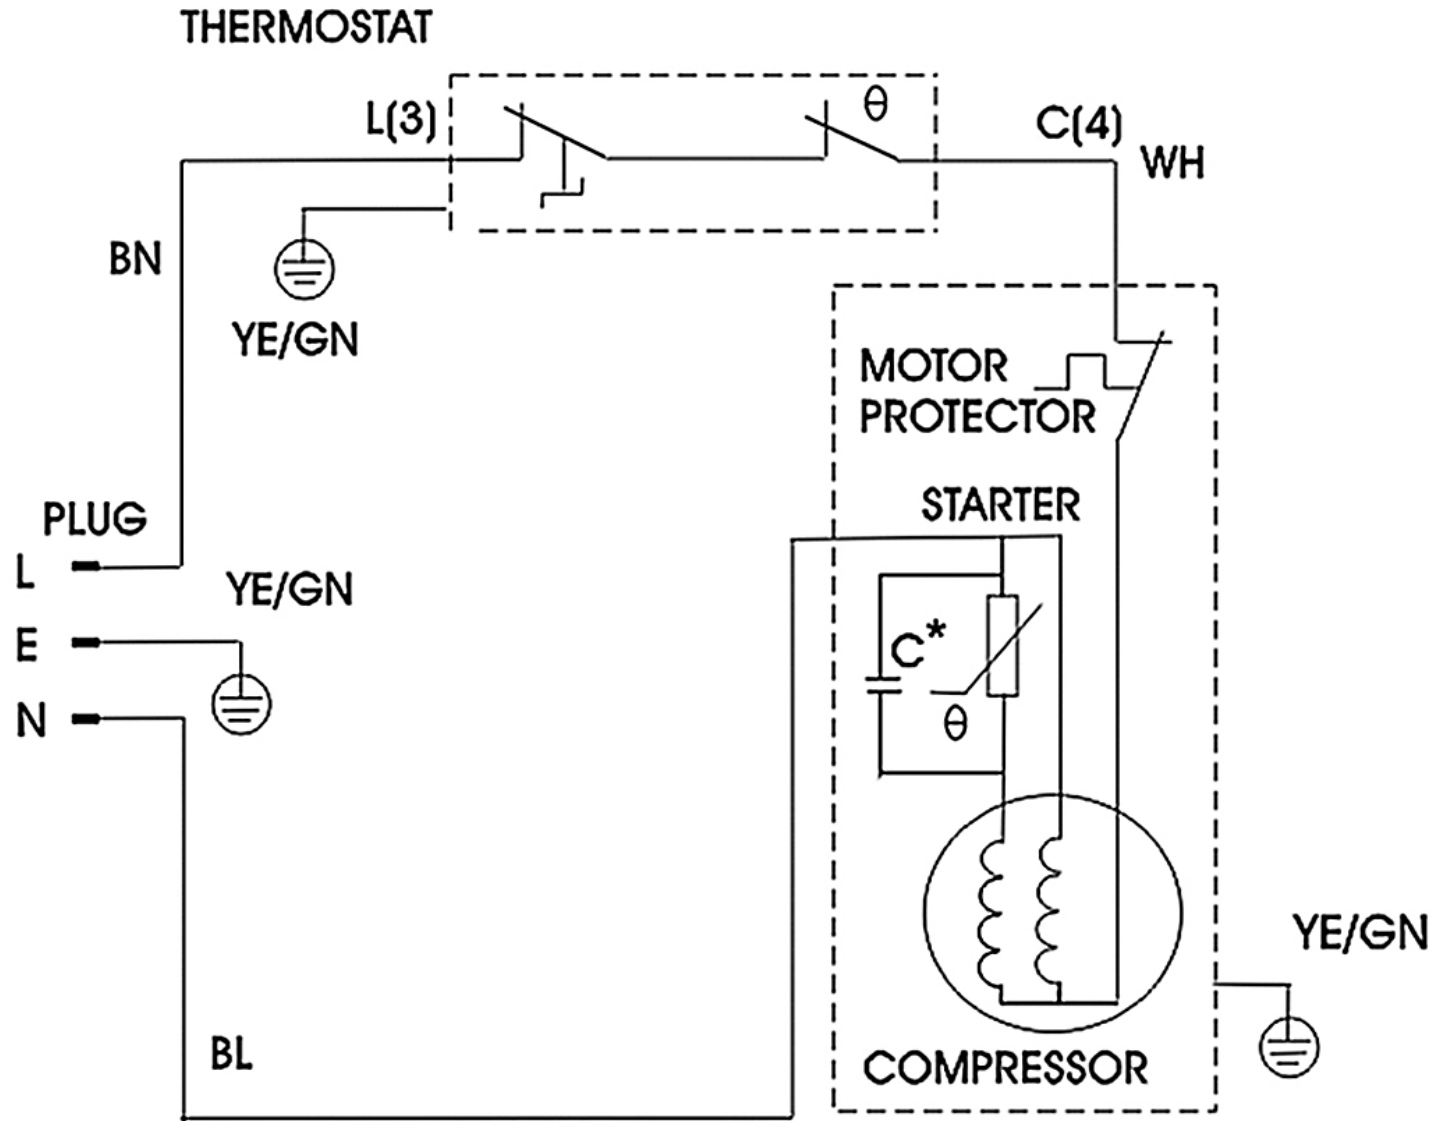 THERMOSTAT
L(3)
θ
C(4)
WH
BN
YE/GN
MOTOR
PROTECTOR
STARTER
PLUG
L
YE/GN
E
C*
N
θ
YE/GN
BL
COMPRESSOR